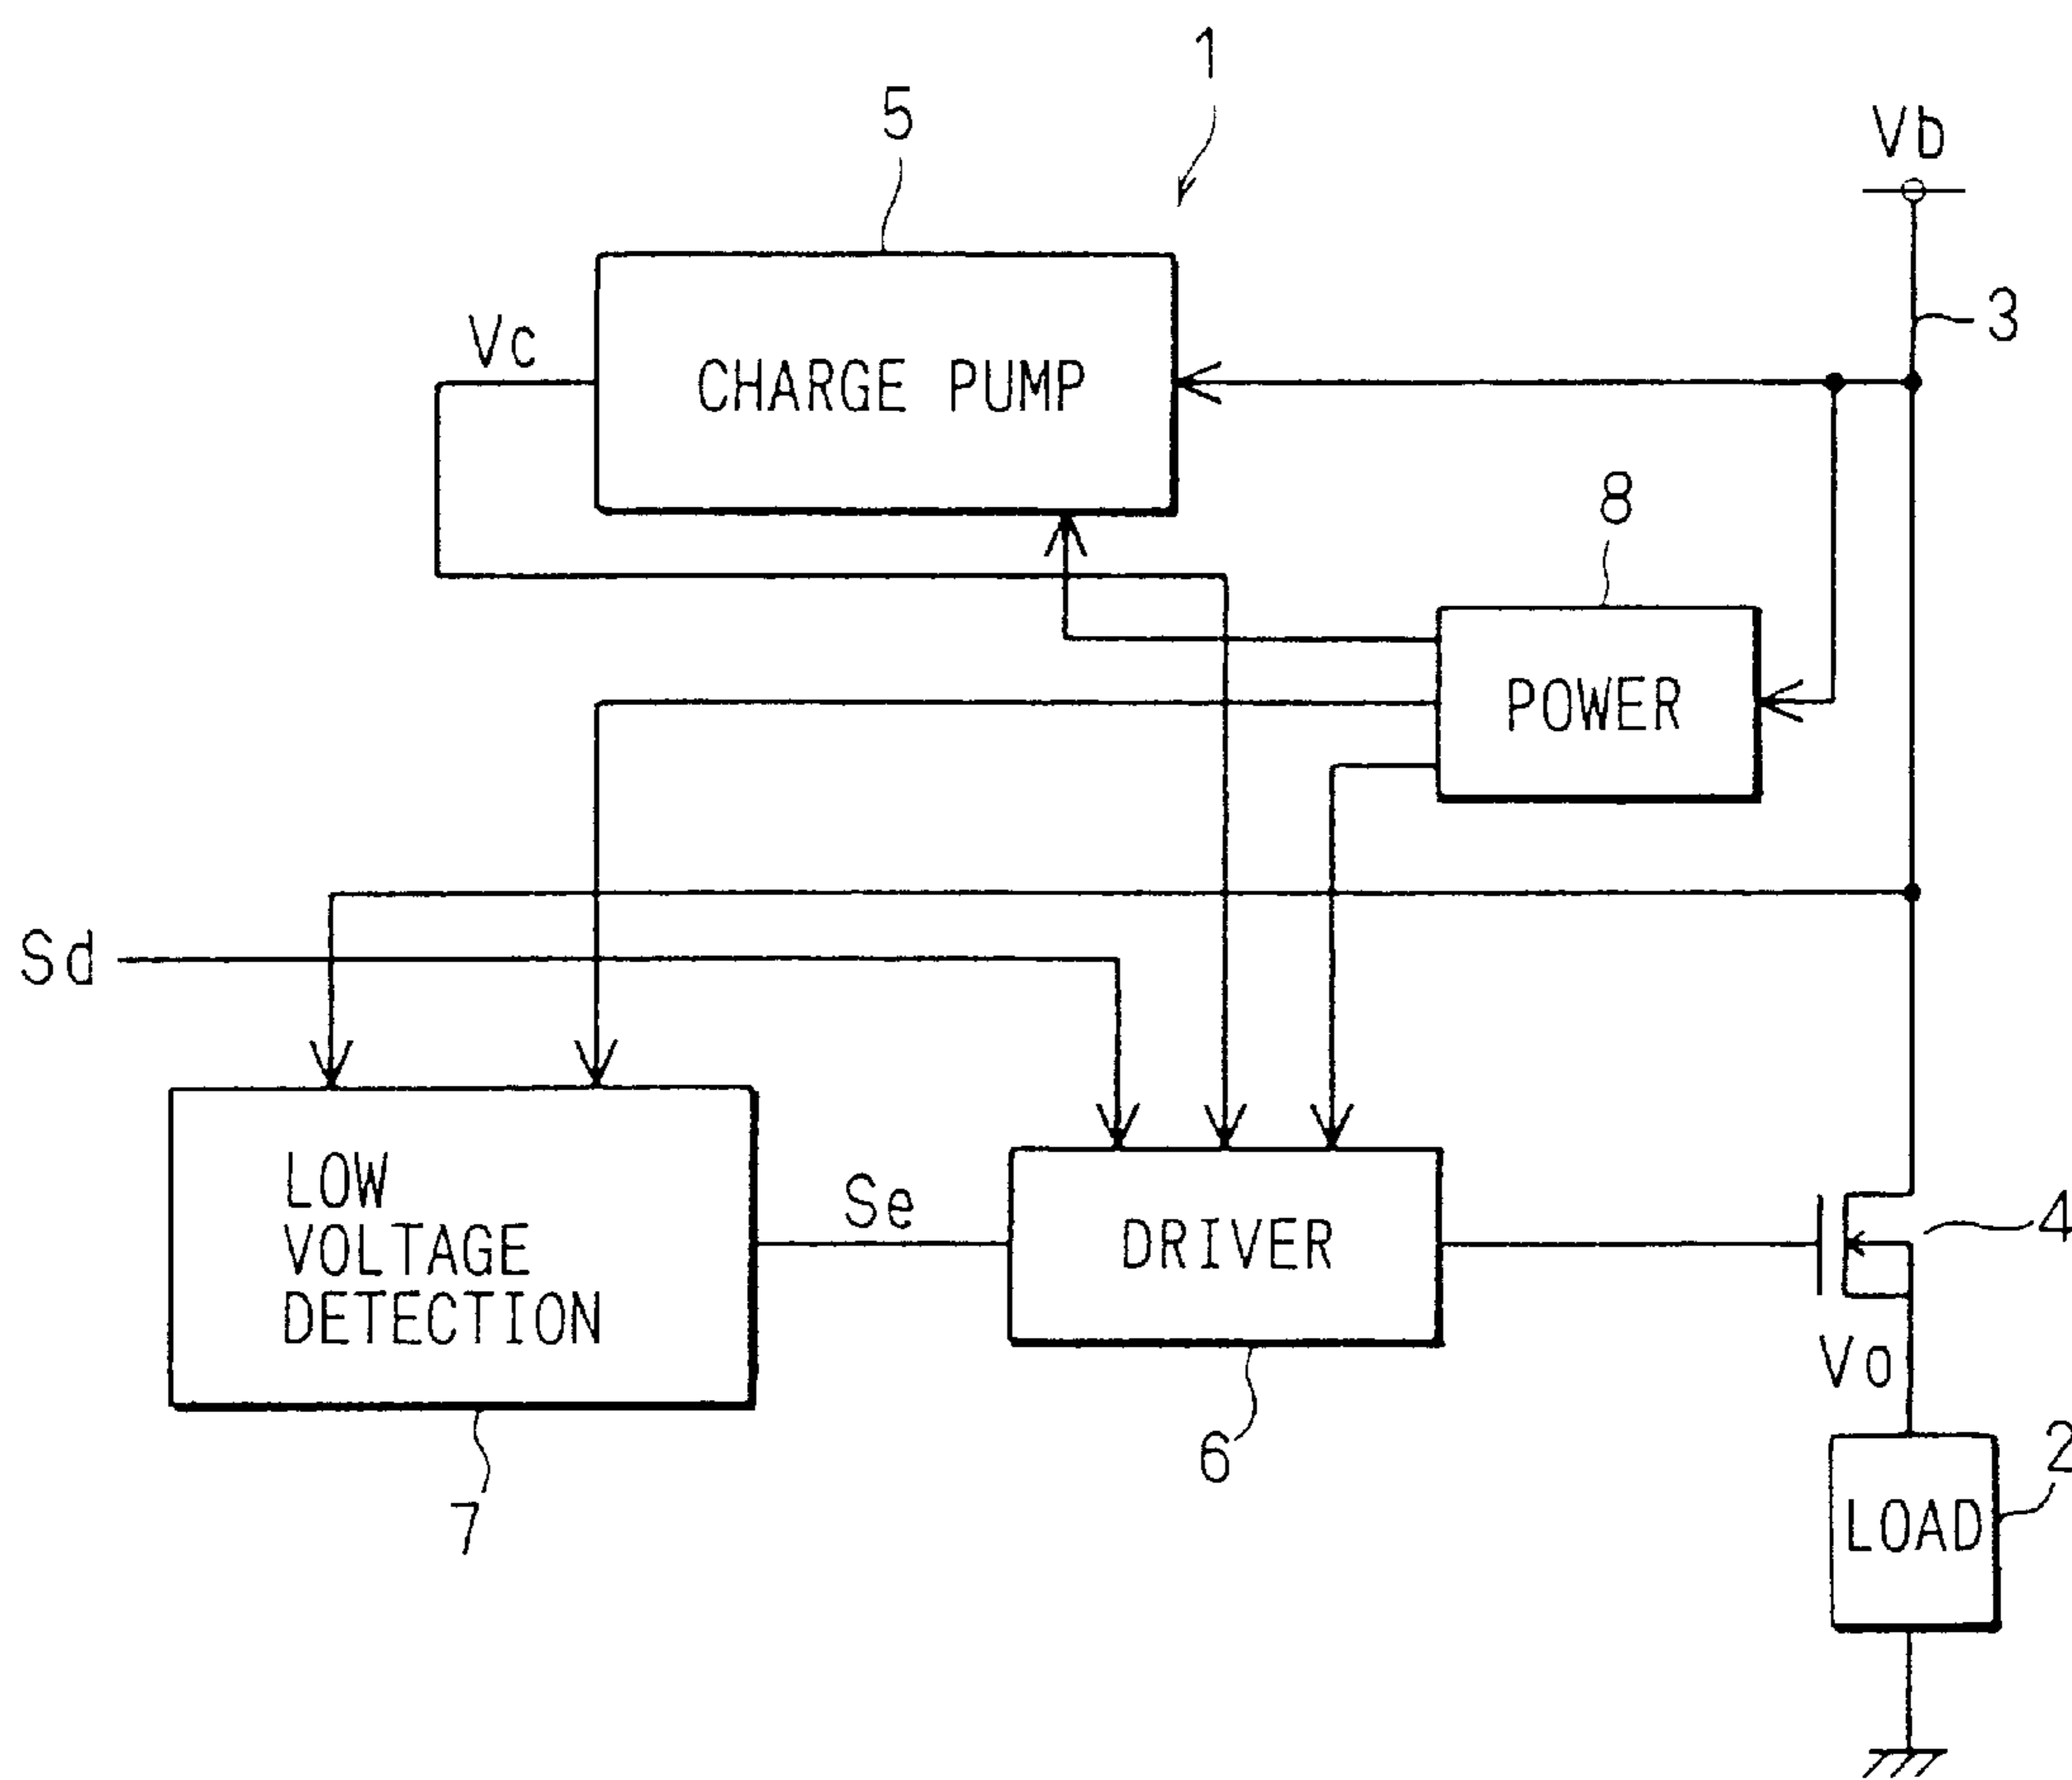 1
5
Vb
3
Vc
CHARGE PUMP
8
POWER
Sd
LOW
VOLTAGE
DETECTION
Se
DRIVER
4
Vo
6
7
2
LOAD